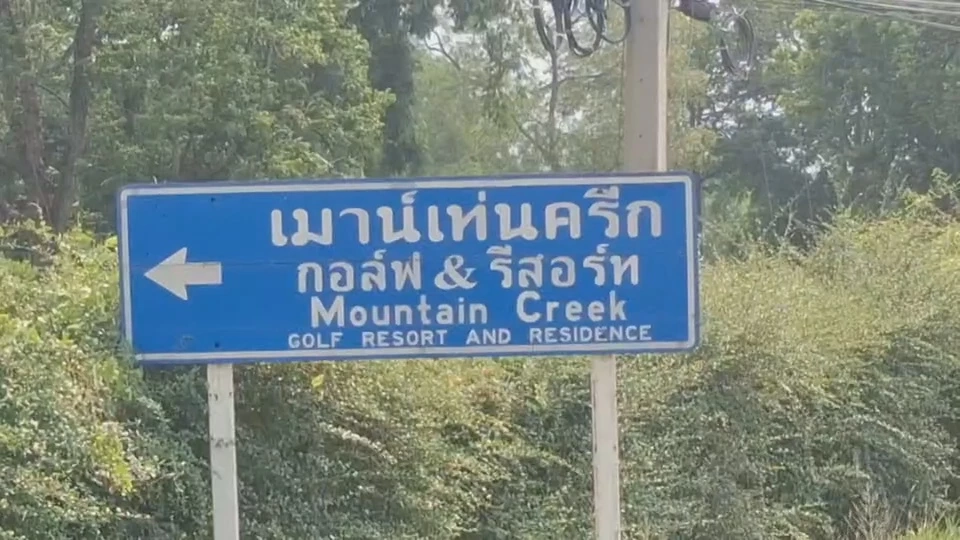 เมาน์เท่นครีก
กอล์ฟ & รีสอร์ท
Mountain Creek
GOLF RESORT AND RESIDENCE